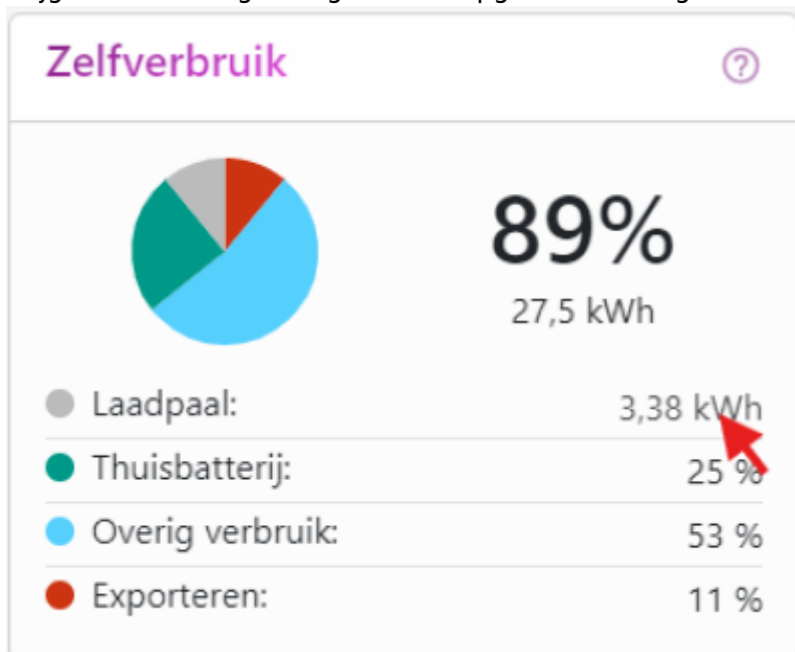 Zelfverbruik
89%
27,5 kWh
Laadpaal: 3,38 kWh
Thuisbatterij: 25 %
Overig verbruik: 53 %
Exporteren: 11 %